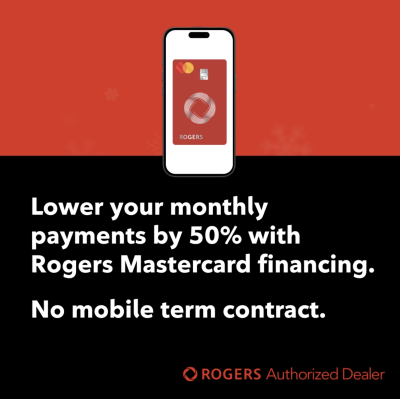 ROGERS
Lower your monthly
payments by 50% with
Rogers Mastercard financing.
No mobile term contract.
ROGERS Authorized Dealer